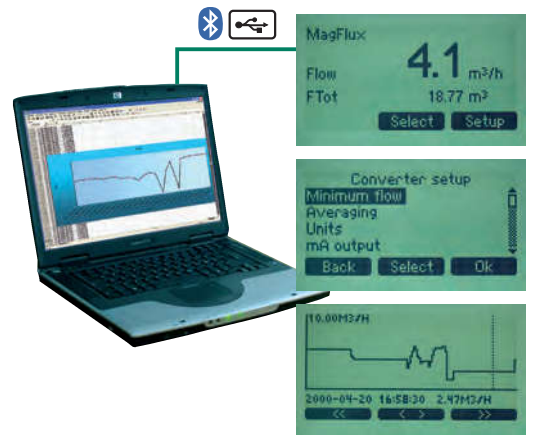 MagFlux
4.1 m³/h
Flow
FTot 18.77 m³
Select Setup
Converter setup
Minimum flow
Averaging
Units
mA output
Back Select Ok
10.00M3/H
2000-04-20 16:58:30 2.47M3/H
<< < > >>